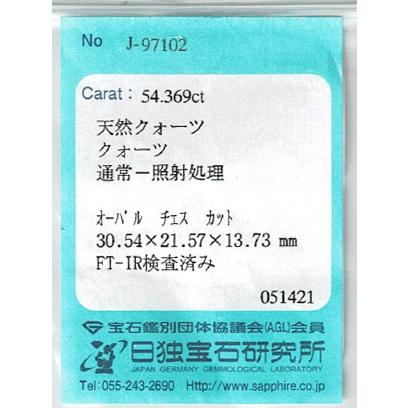 No J-97102
Carat: 54.369ct
天然クォーツ
クォーツ
通常－照射処理
オーバル チェス カット
30.54×21.57×13.73 mm
FT-IR検査済み
051421
宝石鑑別団体協議会(AGL)会員
日独宝石研究所
JAPAN GERMANY GEMMOLOGICAL LABORATORY
Tel:055-243-2690 Http://www.sapphire.co.jp